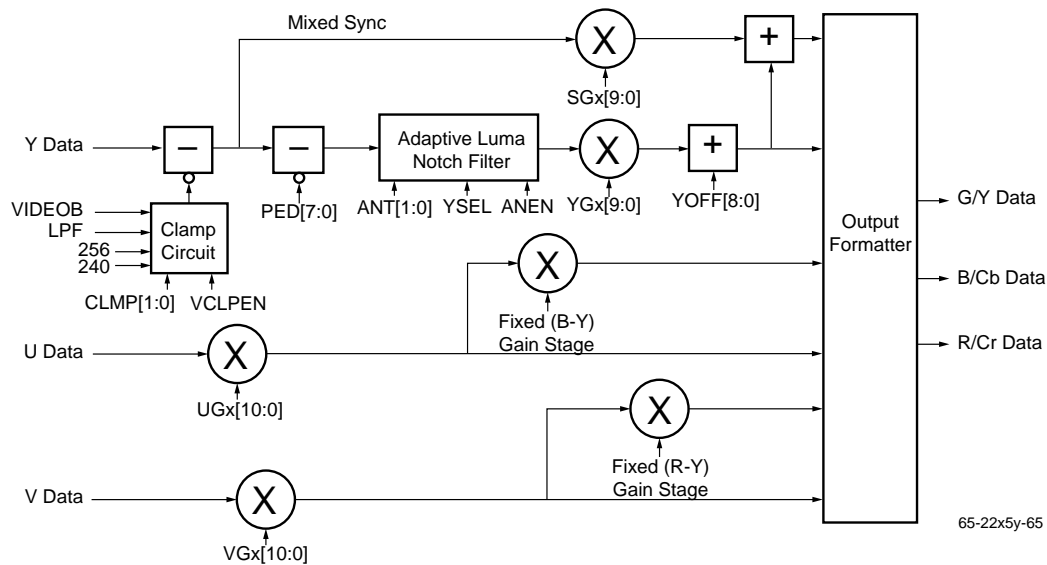 Mixed Sync
X
+
SGx[9:0]
Y Data
−
−
Adaptive Luma
Notch Filter
X
+
PED[7:0]
ANT[1:0]
YSEL
ANEN
YGx[9:0]
YOFF[8:0]
VIDEOB
LPF
256
240
Clamp
Circuit
CLMP[1:0]
VCLPEN
Output
Formatter
G/Y Data
B/Cb Data
R/Cr Data
X
Fixed (B-Y)
Gain Stage
U Data
X
UGx[10:0]
X
Fixed (R-Y)
Gain Stage
V Data
X
VGx[10:0]
65-22x5y-65